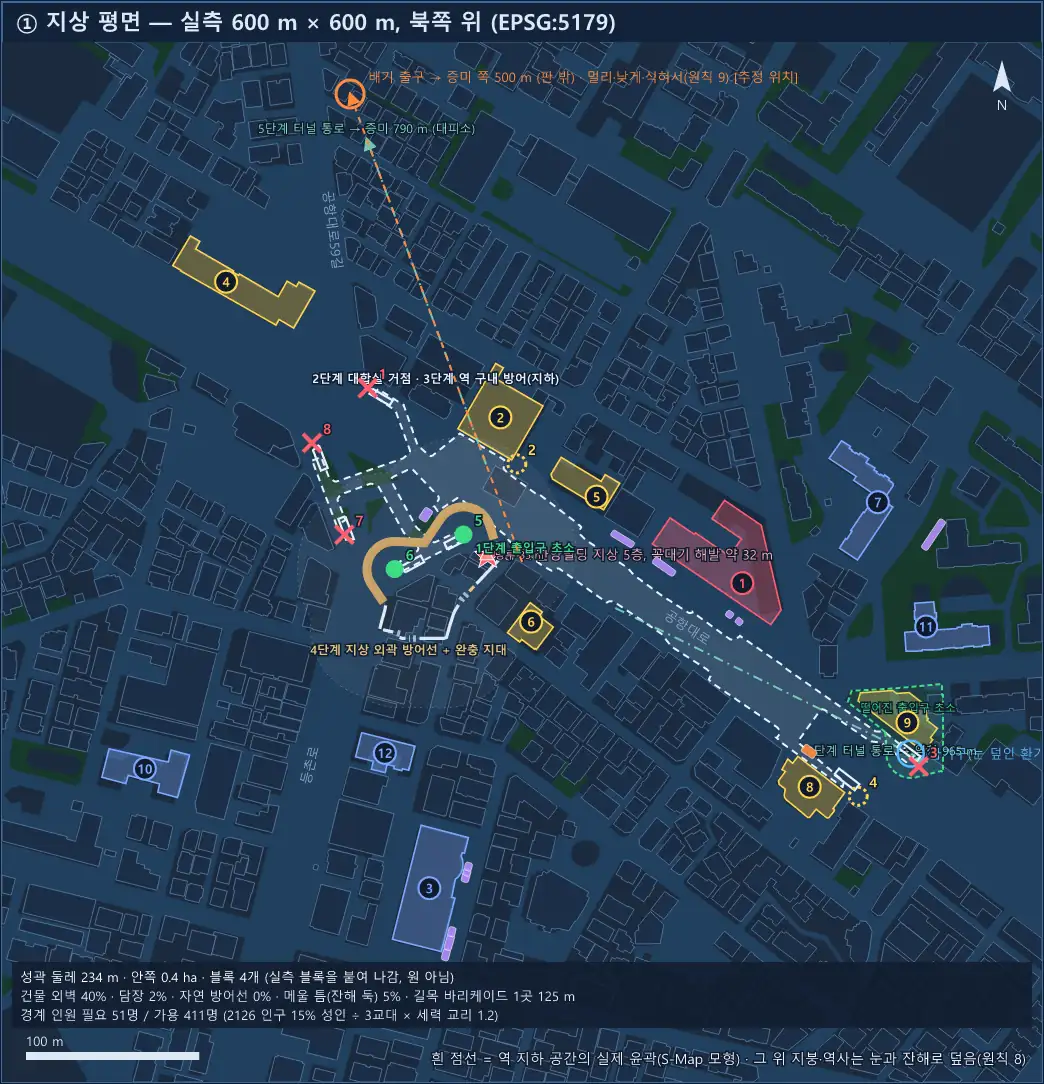 ① 지상 평면 — 실측 600 m × 600 m, 북쪽 위 (EPSG:5179)
배기 출구 → 증미 쪽 500 m (판 밖) · 멀리·낮게·식혀서(원칙 9) [추정 위치]
N
5단계 터널 통로 → 증미 790 m (대피소)
공항대로59길
4
2단계 대합실 거점 · 3단계 역 구내 방어(지하)
1
2
8
2
5
7
7
5
6
1단계 출입구 초소
빌딩 지상 5층, 꼭대기 해발 약 32 m
1
공항대로
6
11
4단계 지상 외곽 방어선 + 완충 지대
떨어진 출입구 초소
9
단계 터널 통로
965 m
3
덮인 환기
12
10
8
4
3
성곽 둘레 234 m · 안쪽 0.4 ha · 블록 4개 (실측 블록을 붙여 나감, 원 아님)
건물 외벽 40% · 담장 2% · 자연 방어선 0% · 메울 틈(잔해 둑) 5% · 길목 바리케이드 1곳 125 m
경계 인원 필요 51명 / 가용 411명 (2126 인구 15% 성인 ÷ 3교대 × 세력 교리 1.2)
100 m
흰 점선 = 역 지하 공간의 실제 윤곽(S-Map 모형) · 그 위 지붕·역사는 눈과 잔해로 덮음(원칙 8)